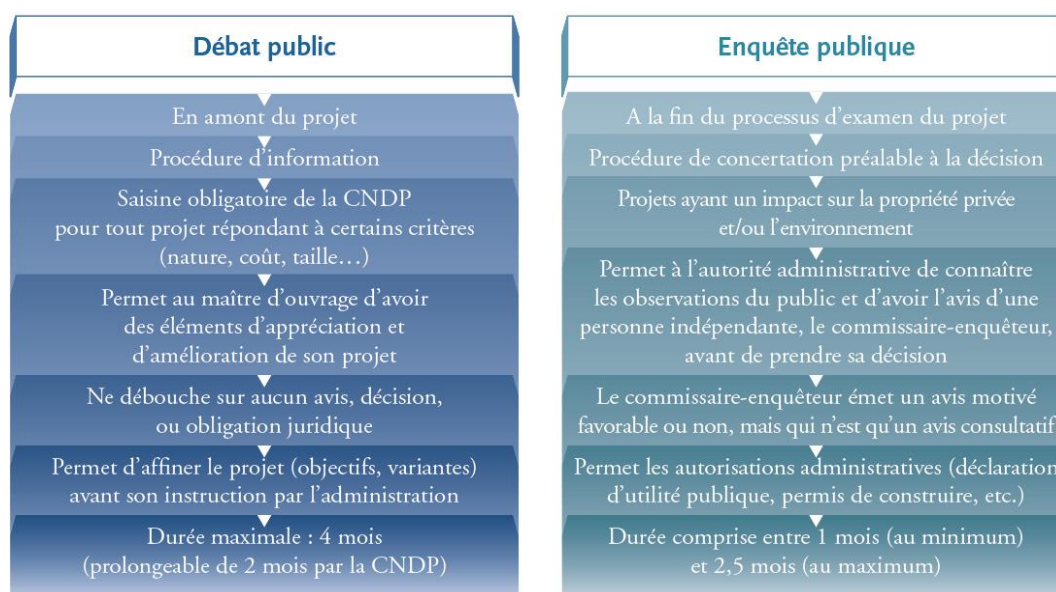 Débat public
En amont du projet
Procédure d'information
Saisine obligatoire de la CNDP
pour tout projet répondant à certains critères
(nature, coût, taille…)
Permet au maître d'ouvrage d'avoir
des éléments d'appréciation et
d'amélioration de son projet
Ne débouche sur aucun avis, décision,
ou obligation juridique
Permet d'affiner le projet (objectifs, variantes)
avant son instruction par l'administration
Durée maximale : 4 mois
(prolongeable de 2 mois par la CNDP)
Enquête publique
A la fin du processus d'examen du projet
Procédure de concertation préalable à la décision
Projets ayant un impact sur la propriété privée
et/ou l'environnement
Permet à l'autorité administrative de connaître
les observations du public et d'avoir l'avis d'une
personne indépendante, le commissaire-enquêteur,
avant de prendre sa décision
Le commissaire-enquêteur émet un avis motivé
favorable ou non, mais qui n'est qu'un avis consultatif
Permet les autorisations administratives (déclaration
d'utilité publique, permis de construire, etc.)
Durée comprise entre 1 mois (au minimum)
et 2,5 mois (au maximum)